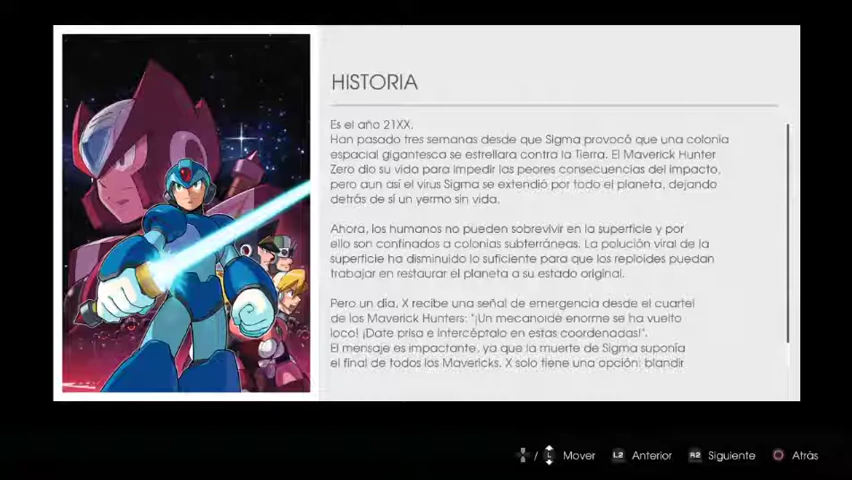 HISTORIA
Es el año 21XX.
Han pasado tres semanas desde que Sigma provocó que una colonia
espacial gigantesca se estrellara contra la Tierra. El Maverick Hunter
Zero dio su vida para impedir las peores consecuencias del impacto,
pero aun así el virus Sigma se extendió por todo el planeta, dejando
detrás de sí un yermo sin vida.
Ahora, los humanos no pueden sobrevivir en la superficie y por
ello son confinados a colonias subterráneas. La polución viral de la
superficie ha disminuido lo suficiente para que los reploides puedan
trabajar en restaurar el planeta a su estado original.
Pero un día, X recibe una señal de emergencia desde el cuartel
de los Maverick Hunters: "¡Un mecanoide enorme se ha vuelto
loco! ¡Date prisa e intercéptalo en estas coordenadas!".
El mensaje es impactante, ya que la muerte de Sigma suponía
el final de todos los Mavericks. X solo tiene una opción: blandir
/ L Mover L2 Anterior R2 Siguiente Atrás